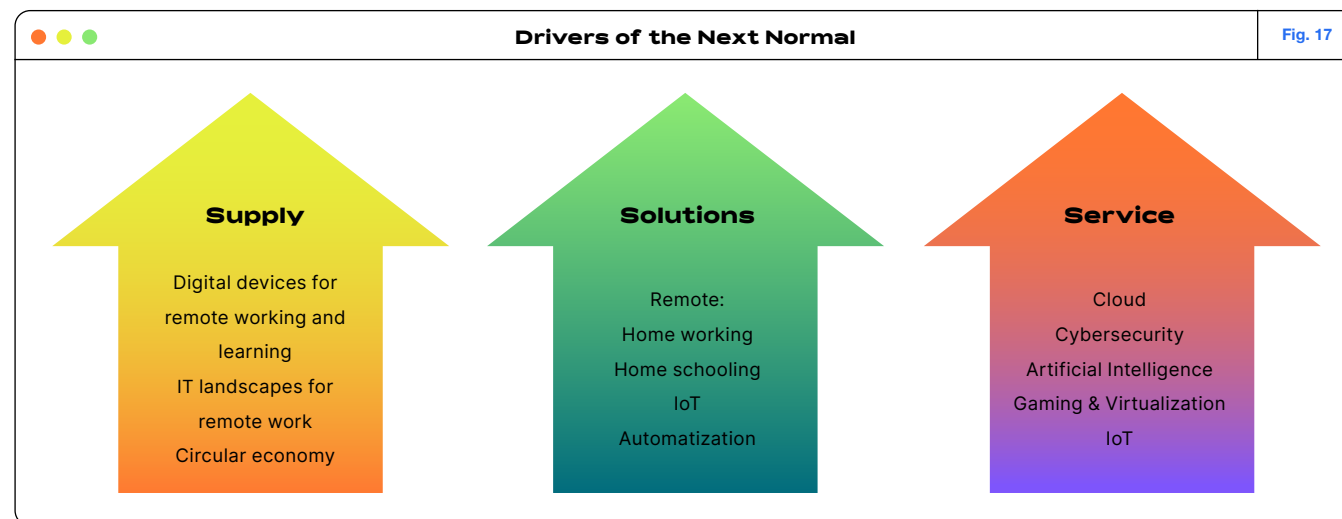 Drivers of the Next Normal
Fig. 17
Supply
Digital devices for
remote working and
learning
IT landscapes for
remote work
Circular economy
Solutions
Remote:
Home working
Home schooling
IoT
Automatization
Service
Cloud
Cybersecurity
Artificial Intelligence
Gaming & Virtualization
IoT